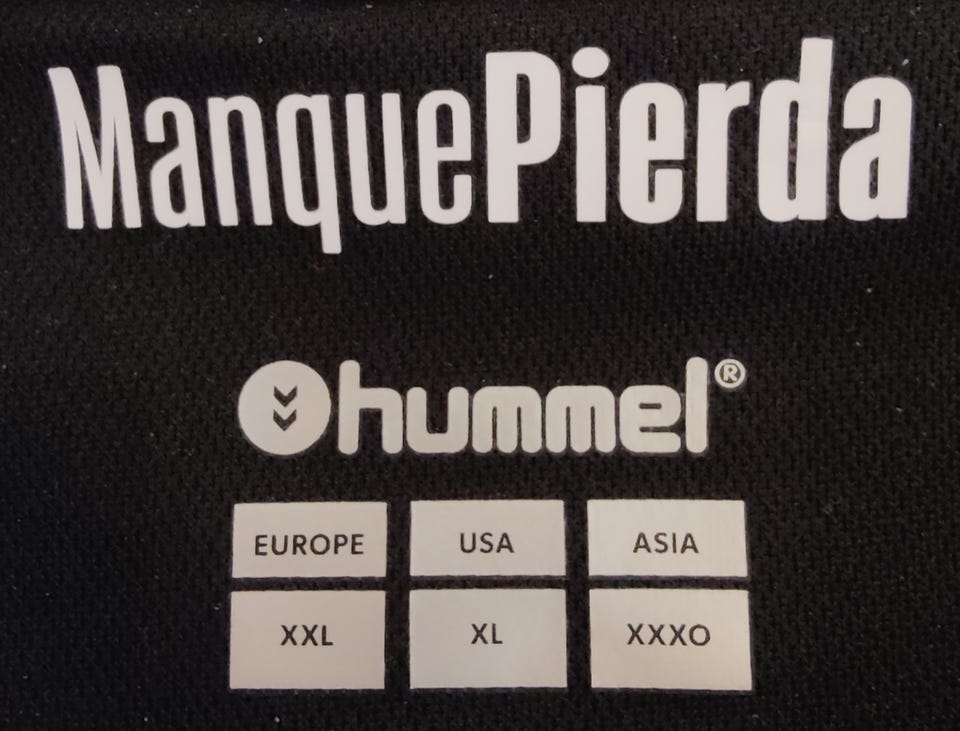 ManquePierda
hummel®
EUROPE USA ASIA
XXL XL XXXO